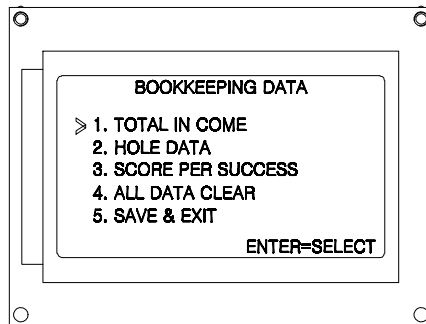 BOOKKEEPING DATA
1. TOTAL IN COME
2. HOLE DATA
3. SCORE PER SUCCESS
4. ALL DATA CLEAR
5. SAVE & EXIT
ENTER=SELECT